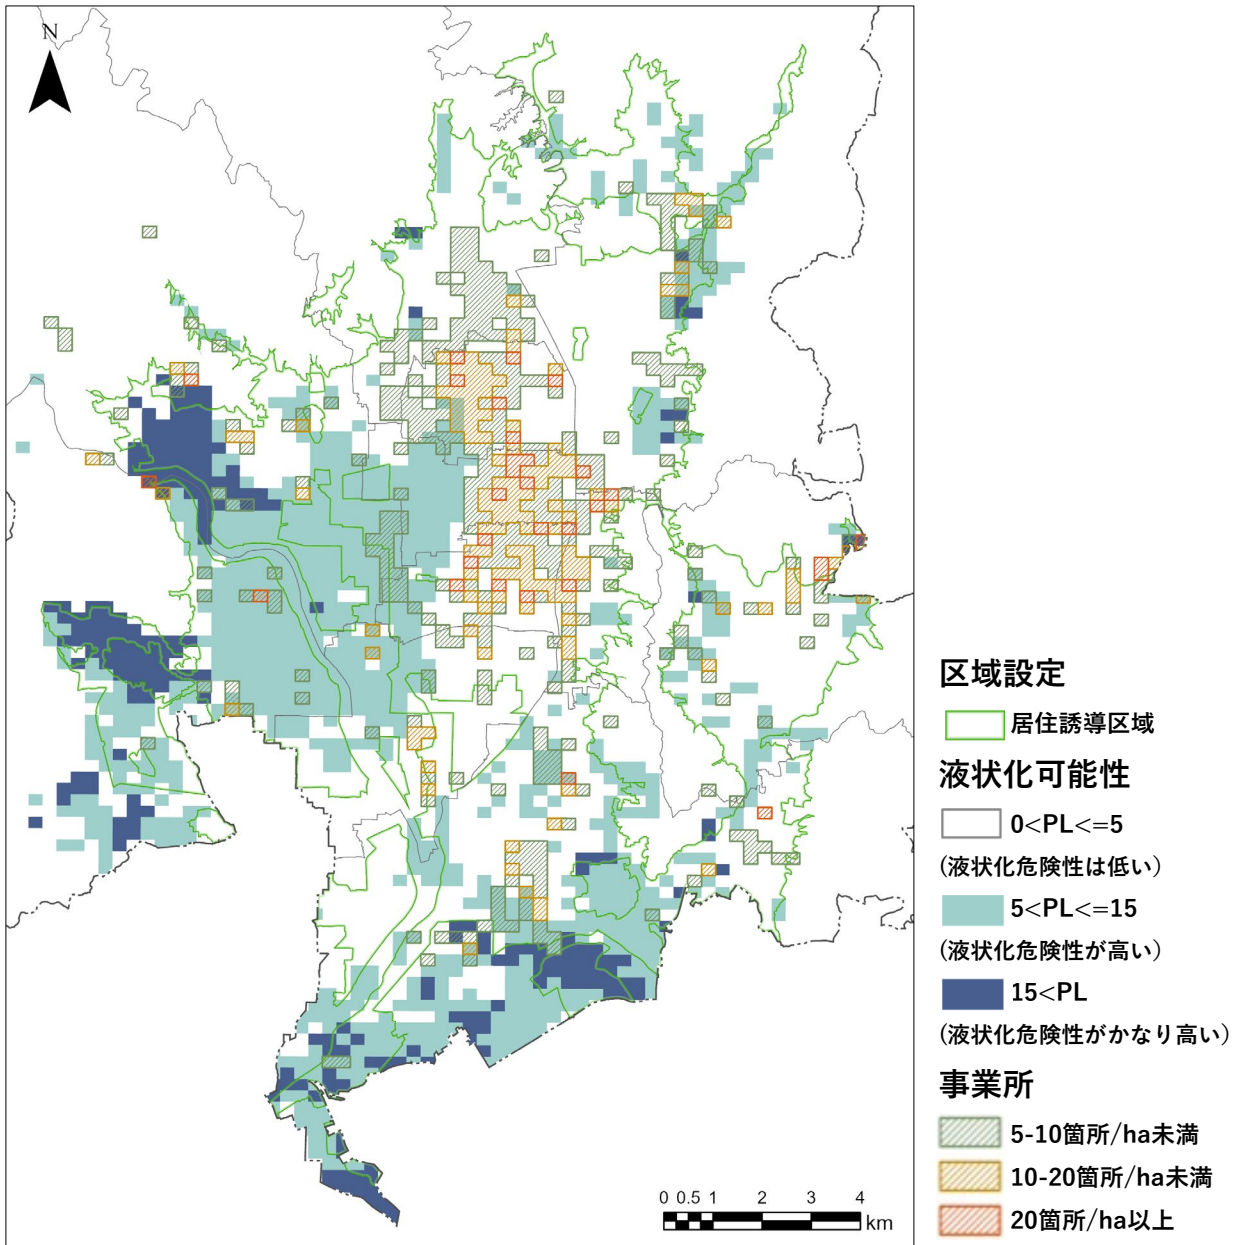 N
区域設定
居住誘導区域
液状化可能性
0<PL<=5
(液状化危険性は低い)
5<PL<=15
(液状化危険性が高い)
15<PL
(液状化危険性がかなり高い)
事業所
5-10箇所/ha未満
10-20箇所/ha未満
20箇所/ha以上
0 0.5 1 2 3 4
km